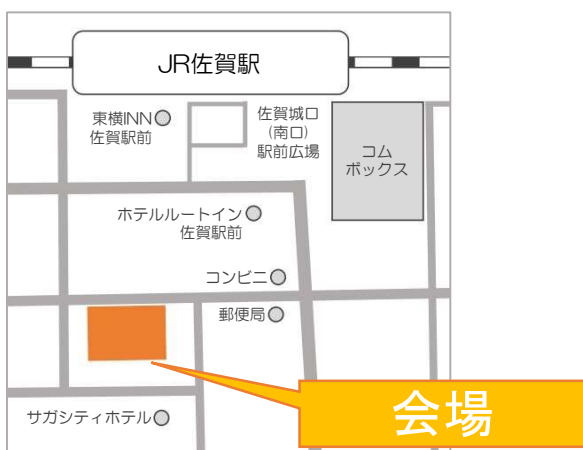 JR佐賀駅
東横INN
佐賀駅前
佐賀城口
(南口)
駅前広場
コム
ボックス
ホテルルートイン
佐賀駅前
コンビニ
郵便局
会場
サガシティホテル